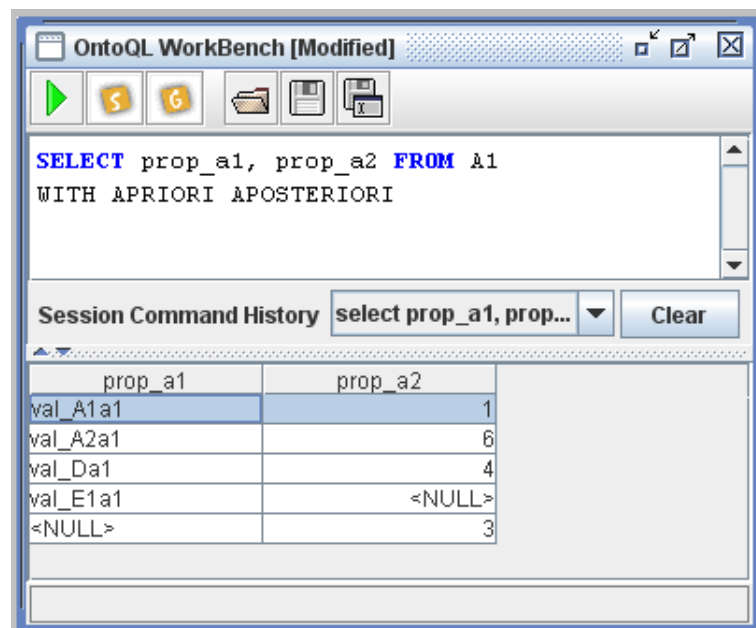 OntoQL WorkBench [Modified]
S G
SELECT prop_a1, prop_a2 FROM A1
WITH APRIORI APOSTERIORI
Session Command History select prop_a1, prop... Clear
prop_a1 prop_a2
val_A1a1 1
val_A2a1 6
val_Da1 4
val_E1a1 <NULL>
<NULL> 3